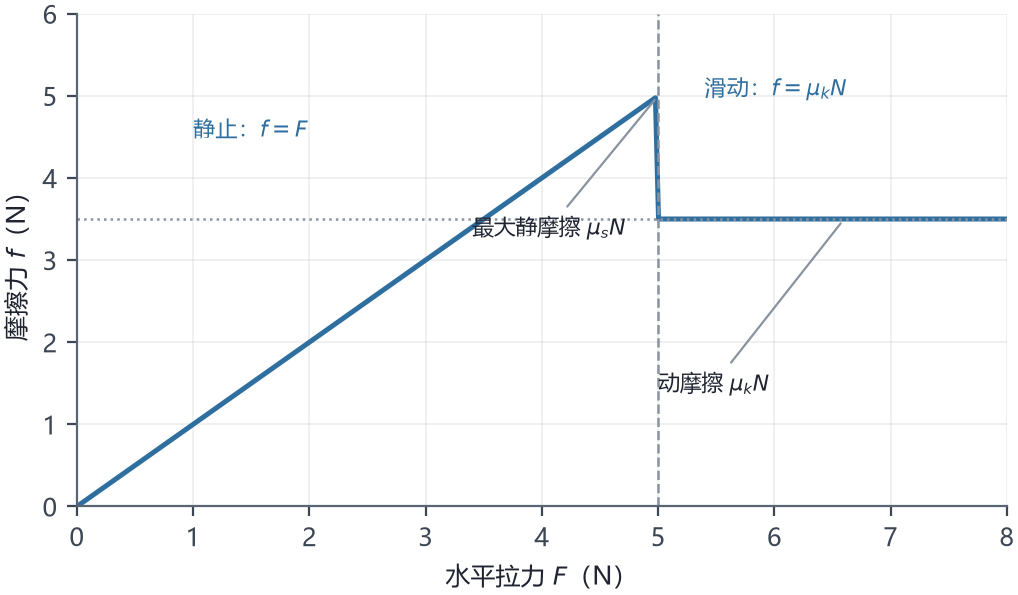 6
5
4
3
2
1
0
摩擦力 f（N）
静止：f = F
滑动：f = μₖN
最大静摩擦 μₛN
动摩擦 μₖN
0 1 2 3 4 5 6 7 8
水平拉力 F（N）